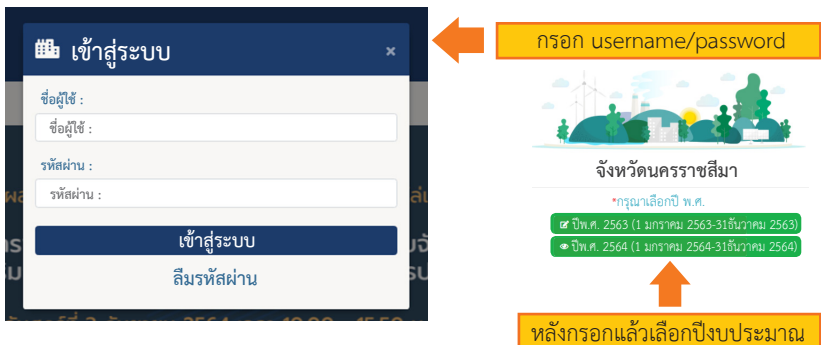 เข้าสู่ระบบ ×
ชื่อผู้ใช้ :
ชื่อผู้ใช้ :
รหัสผ่าน :
รหัสผ่าน :
เข้าสู่ระบบ
ลืมรหัสผ่าน
กรอก username/password
จังหวัดนครราชสีมา
*กรุณาเลือกปี พ.ศ.
ปีพ.ศ. 2563 (1 มกราคม 2563-31ธันวาคม 2563)
ปีพ.ศ. 2564 (1 มกราคม 2564-31ธันวาคม 2564)
หลังกรอกแล้วเลือกปีงบประมาณ